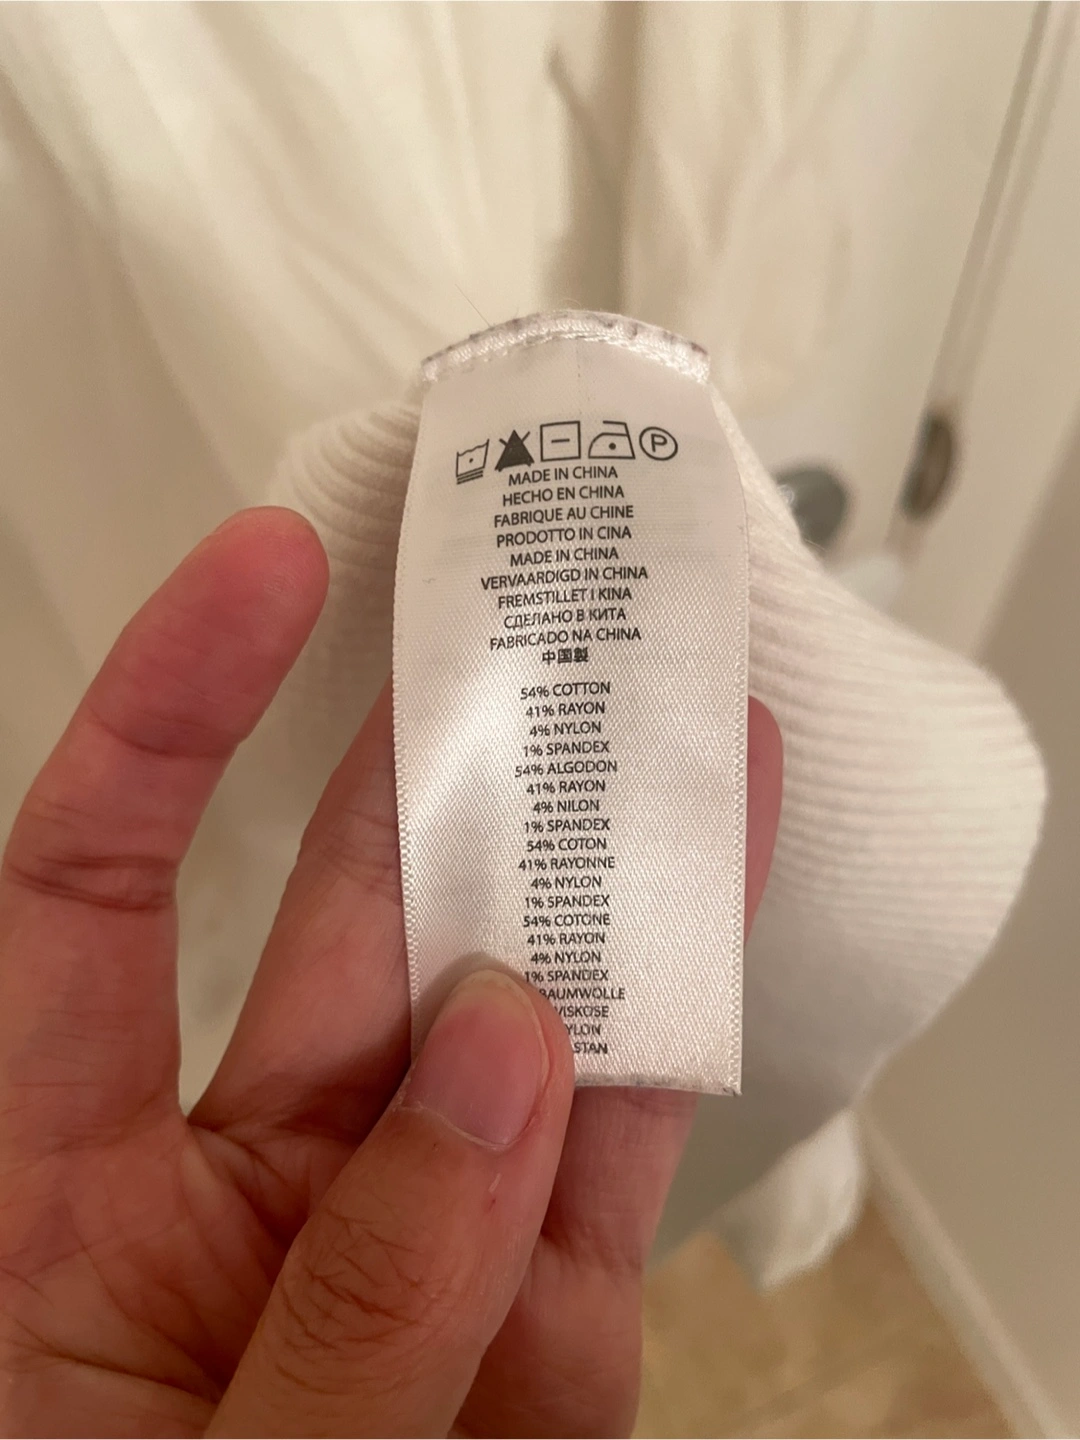 P
MADE IN CHINA
HECHO EN CHINA
FABRIQUE AU CHINE
PRODOTTO IN CINA
MADE IN CHINA
VERVAARDIGD IN CHINA
FREMSTILLET I KINA
СДЕЛАНО В КИТА
FABRICADO NA CHINA
中国製
54% COTTON
41% RAYON
4% NYLON
1% SPANDEX
54% ALGODON
41% RAYON
4% NILON
1% SPANDEX
54% COTON
41% RAYONNE
4% NYLON
1% SPANDEX
54% COTONE
41% RAYON
4% NYLON
1% SPANDEX
BAUMWOLLE
VISKOSE